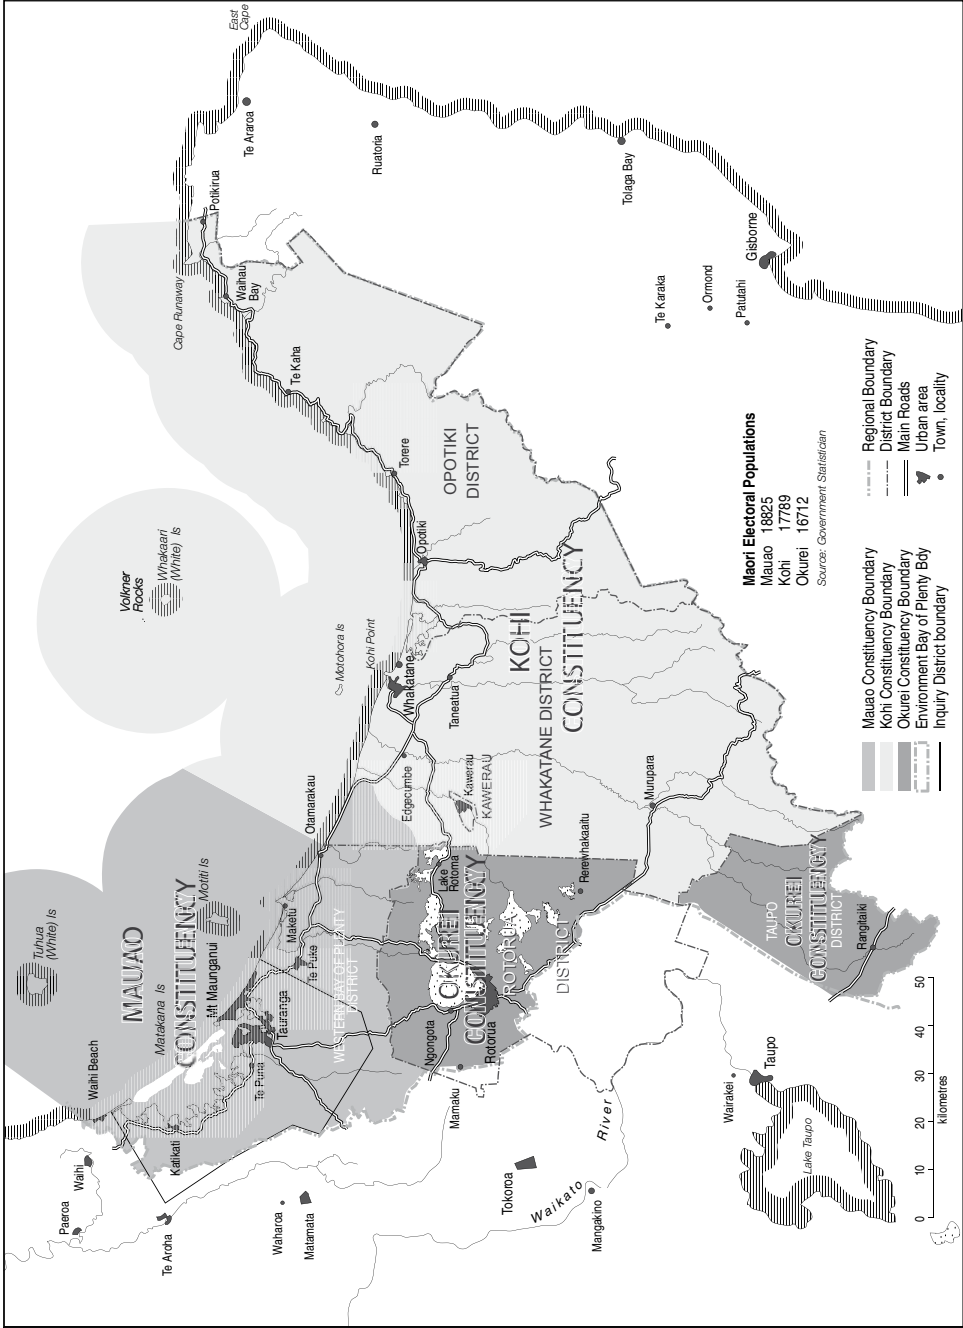 East
Cape
Te Araroa
Ruatoria
Potikirua
Cape Runaway
Waihau
Bay
Te Kaha
Tolaga Bay
Gisborne
Te Karaka
Ormond
Patutahi
Torere
OPOTIKI
DISTRICT
Opotiki
Volkner
Rocks
Whakaari
(White) Is
Motohora Is
Kohi Point
Whakatane
Taneatua
KOHI
CONSTITUENCY
WHAKATANE DISTRICT
Edgecumbe
Kawerau
KAWERAU
Murupara
Otamarakau
Tuhua
(White) Is
Motiti Is
MAUAO
CONSTITUENCY
Matakana Is
Mt Maunganui
Maketu
Te Puke
Tauranga
Te Puna
WESTERN BAY OF PLENTY
DISTRICT
Waihi Beach
Katikati
Waihi
Paeroa
Te Aroha
Waharoa
Matamata
Lake
Rotoma
Rerewhakaaitu
OKUREI
CONSTITUENCY
ROTORUA
DISTRICT
Ngongota
Rotorua
Mamaku
Tokoroa
Waikato
River
Mangakino
Wairakei
Taupo
Lake Taupo
TAUPO
OKUREI
CONSTITUENCY
DISTRICT
Rangitaiki
Maori Electoral Populations
Mauao 18825
Kohi 17789
Okurei 16712
Source: Government Statistician
Mauao Constituency Boundary
Kohi Constituency Boundary
Okurei Constituency Boundary
Environment Bay of Plenty Bdy
Inquiry District boundary
Regional Boundary
District Boundary
Main Roads
Urban area
Town, locality
0 10 20 30 40 50
kilometres